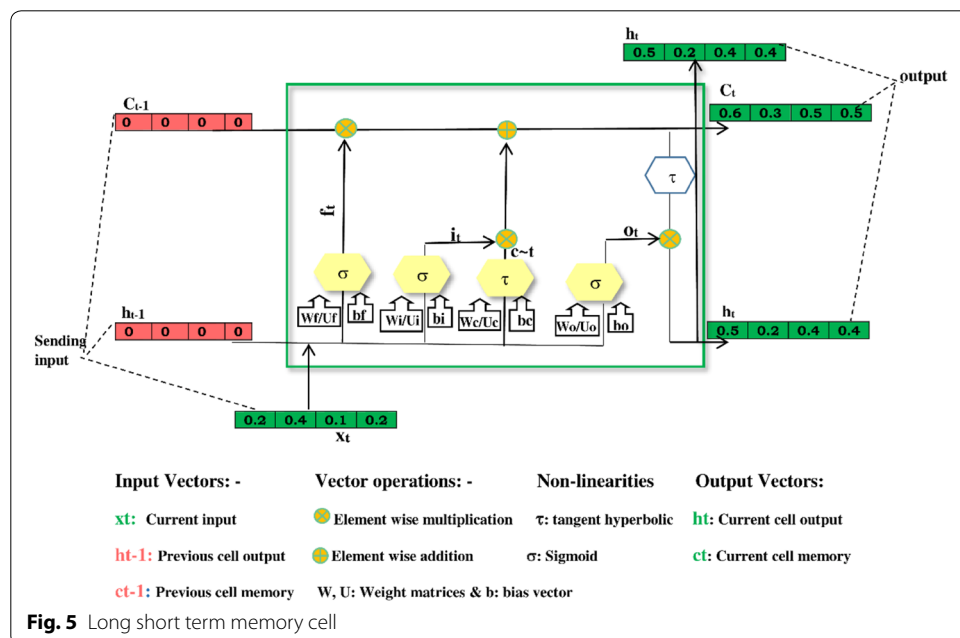 ht
0.5 0.2 0.4 0.4
output
Ct-1
0 0 0 0
Ct
0.6 0.3 0.5 0.5
τ
ft
it
ot
c~t
σ
σ
τ
σ
Wf/Uf
bf
Wi/Ui
bi
Wc/Uc
bc
Wo/Uo
bo
ht-1
0 0 0 0
ht
0.5 0.2 0.4 0.4
Sending
input
0.2 0.4 0.1 0.2
xt
Input Vectors: - Vector operations: - Non-linearities Output Vectors:
xt: Current input Element wise multiplication τ: tangent hyperbolic ht: Current cell output
ht-1: Previous cell output Element wise addition σ: Sigmoid ct: Current cell memory
ct-1: Previous cell memory W, U: Weight matrices & b: bias vector
Fig. 5 Long short term memory cell